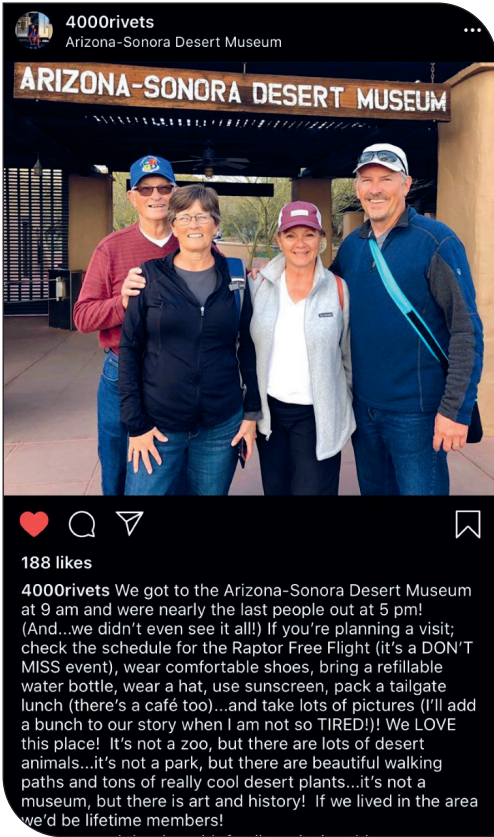 4000rivets
Arizona-Sonora Desert Museum
ARIZONA-SONORA DESERT MUSEUM
188 likes
4000rivets We got to the Arizona-Sonora Desert Museum
at 9 am and were nearly the last people out at 5 pm!
(And...we didn't even see it all!) If you're planning a visit;
check the schedule for the Raptor Free Flight (it's a DON'T
MISS event), wear comfortable shoes, bring a refillable
water bottle, wear a hat, use sunscreen, pack a tailgate
lunch (there's a café too)...and take lots of pictures (I'll add
a bunch to our story when I am not so TIRED!)! We LOVE
this place!  It's not a zoo, but there are lots of desert
animals...it's not a park, but there are beautiful walking
paths and tons of really cool desert plants...it's not a
museum, but there is art and history!  If we lived in the area
we'd be lifetime members!